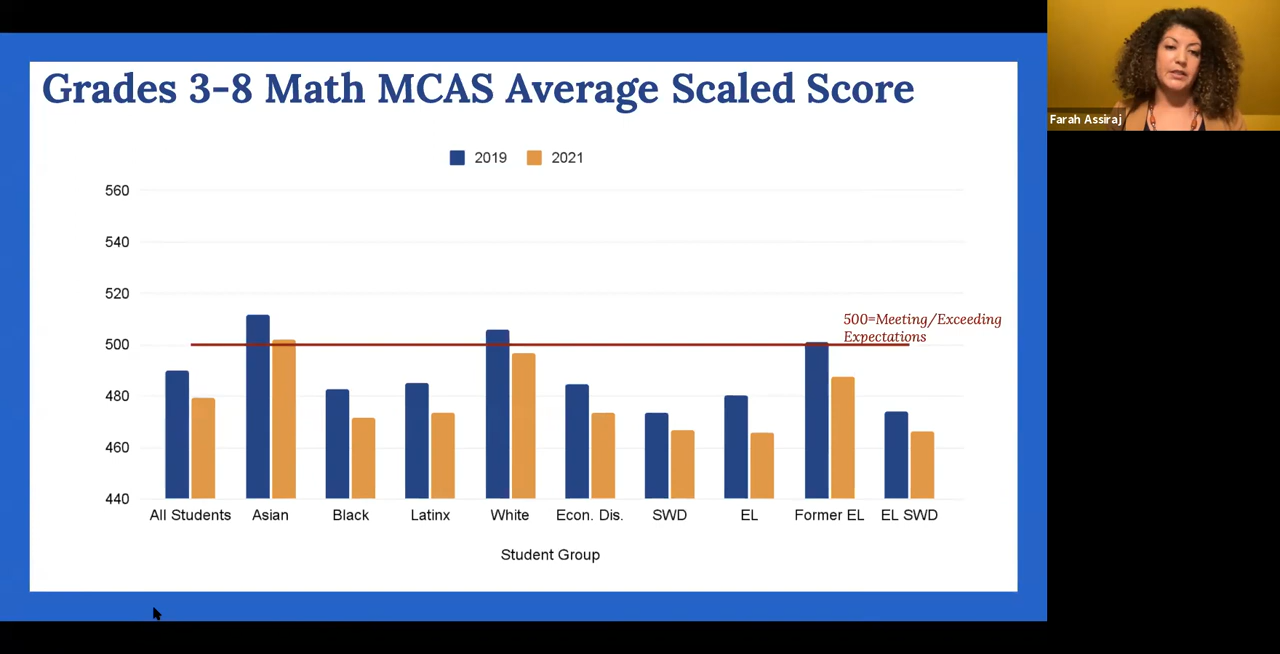 Grades 3-8 Math MCAS Average Scaled Score
Farah Assiraj
2019 2021
560
540
520
500=Meeting/Exceeding
Expectations
500
480
460
440
All Students Asian Black Latinx White Econ. Dis. SWD EL Former EL EL SWD
Student Group